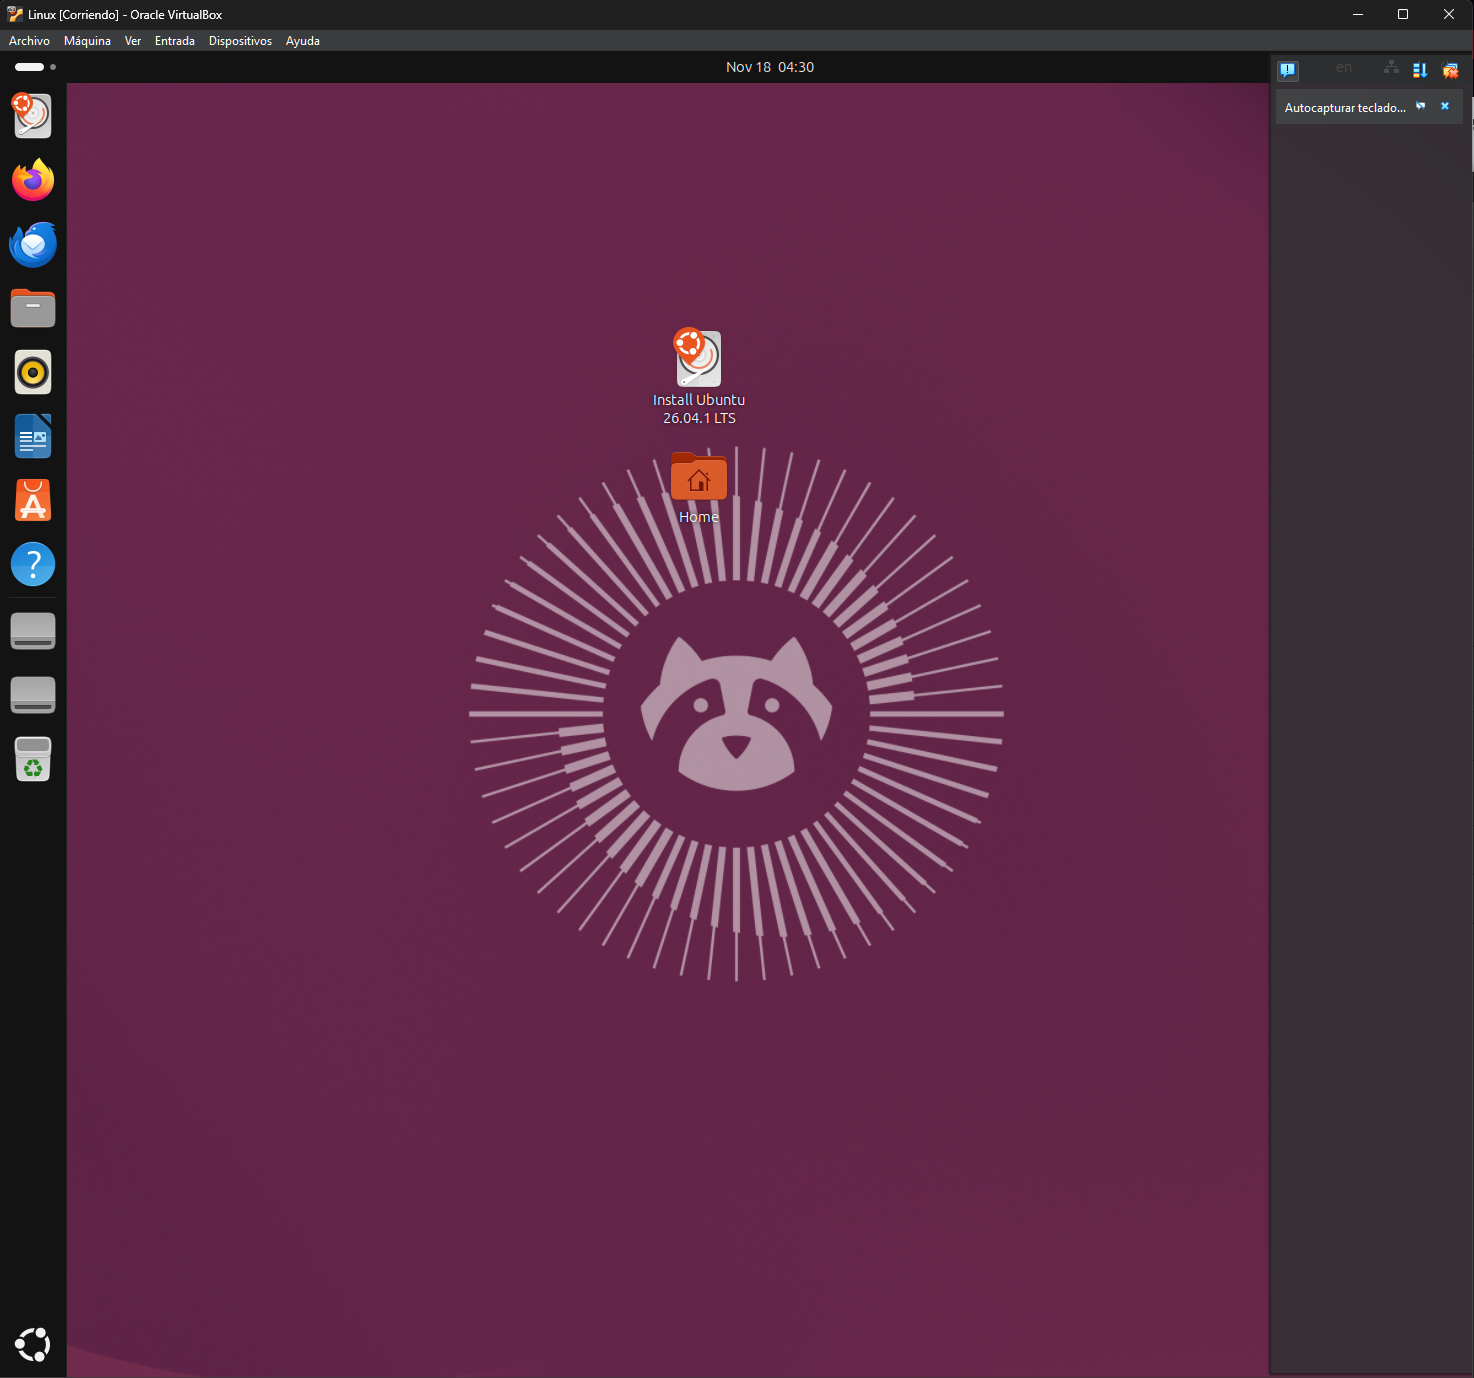 Linux [Corriendo] - Oracle VirtualBox
Archivo Máquina Ver Entrada Dispositivos Ayuda
Nov 18 04:30
en
Autocapturar teclado...
Install Ubuntu
26.04.1 LTS
Home